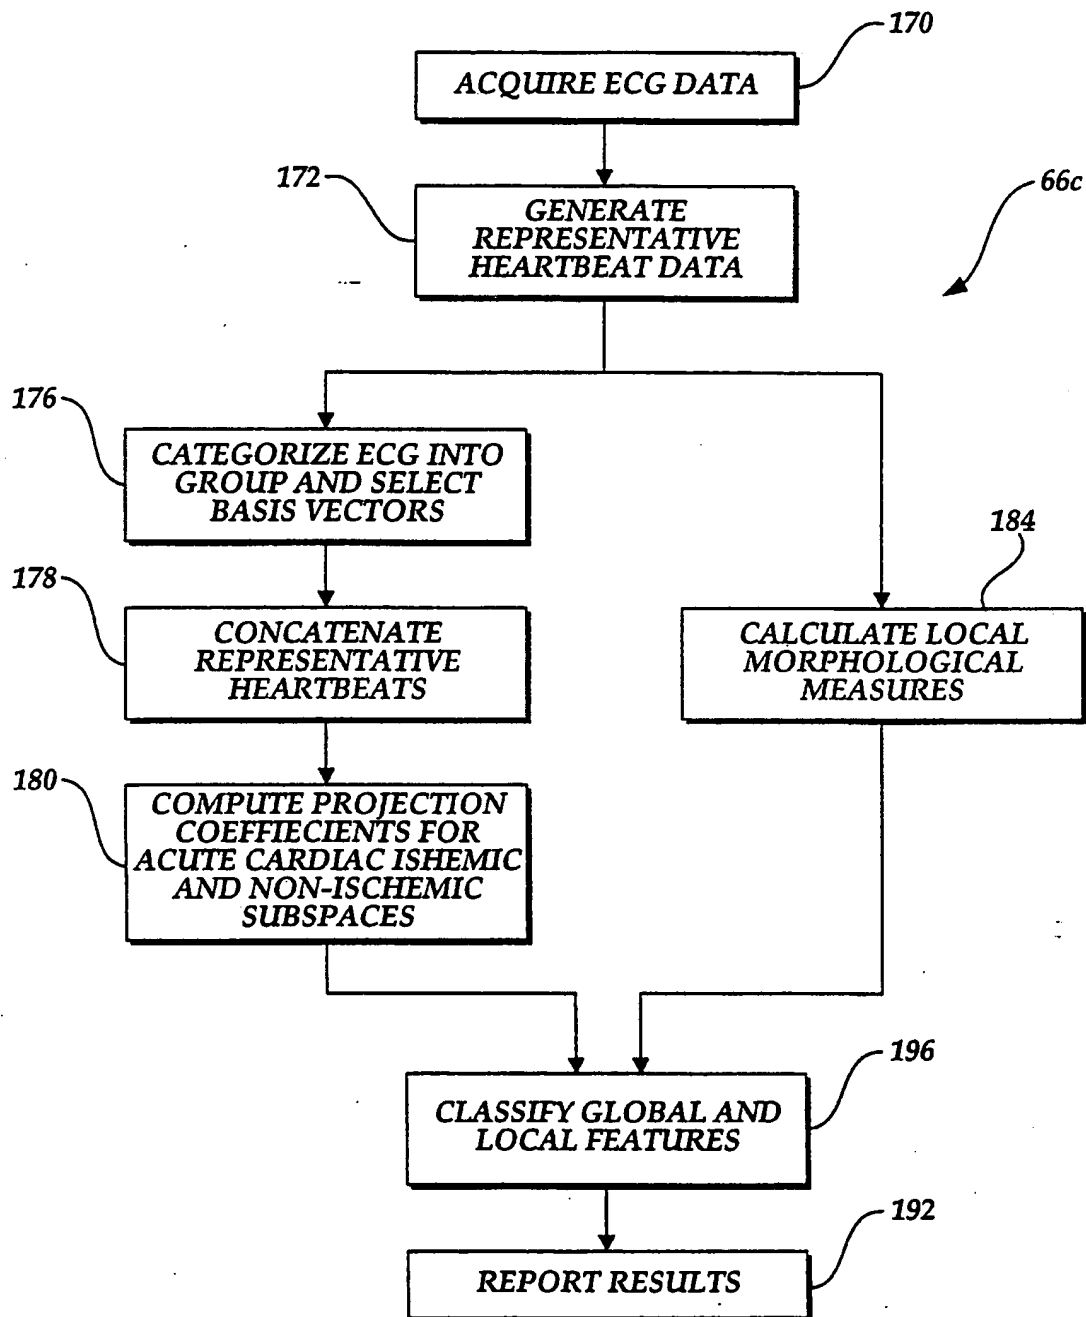 170
ACQUIRE ECG DATA
172
GENERATE
REPRESENTATIVE
HEARTBEAT DATA
66c
176
CATEGORIZE ECG INTO
GROUP AND SELECT
BASIS VECTORS
178
CONCATENATE
REPRESENTATIVE
HEARTBEATS
184
CALCULATE LOCAL
MORPHOLOGICAL
MEASURES
180
COMPUTE PROJECTION
COEFFIECIENTS FOR
ACUTE CARDIAC ISHEMIC
AND NON-ISCHEMIC
SUBSPACES
196
CLASSIFY GLOBAL AND
LOCAL FEATURES
192
REPORT RESULTS